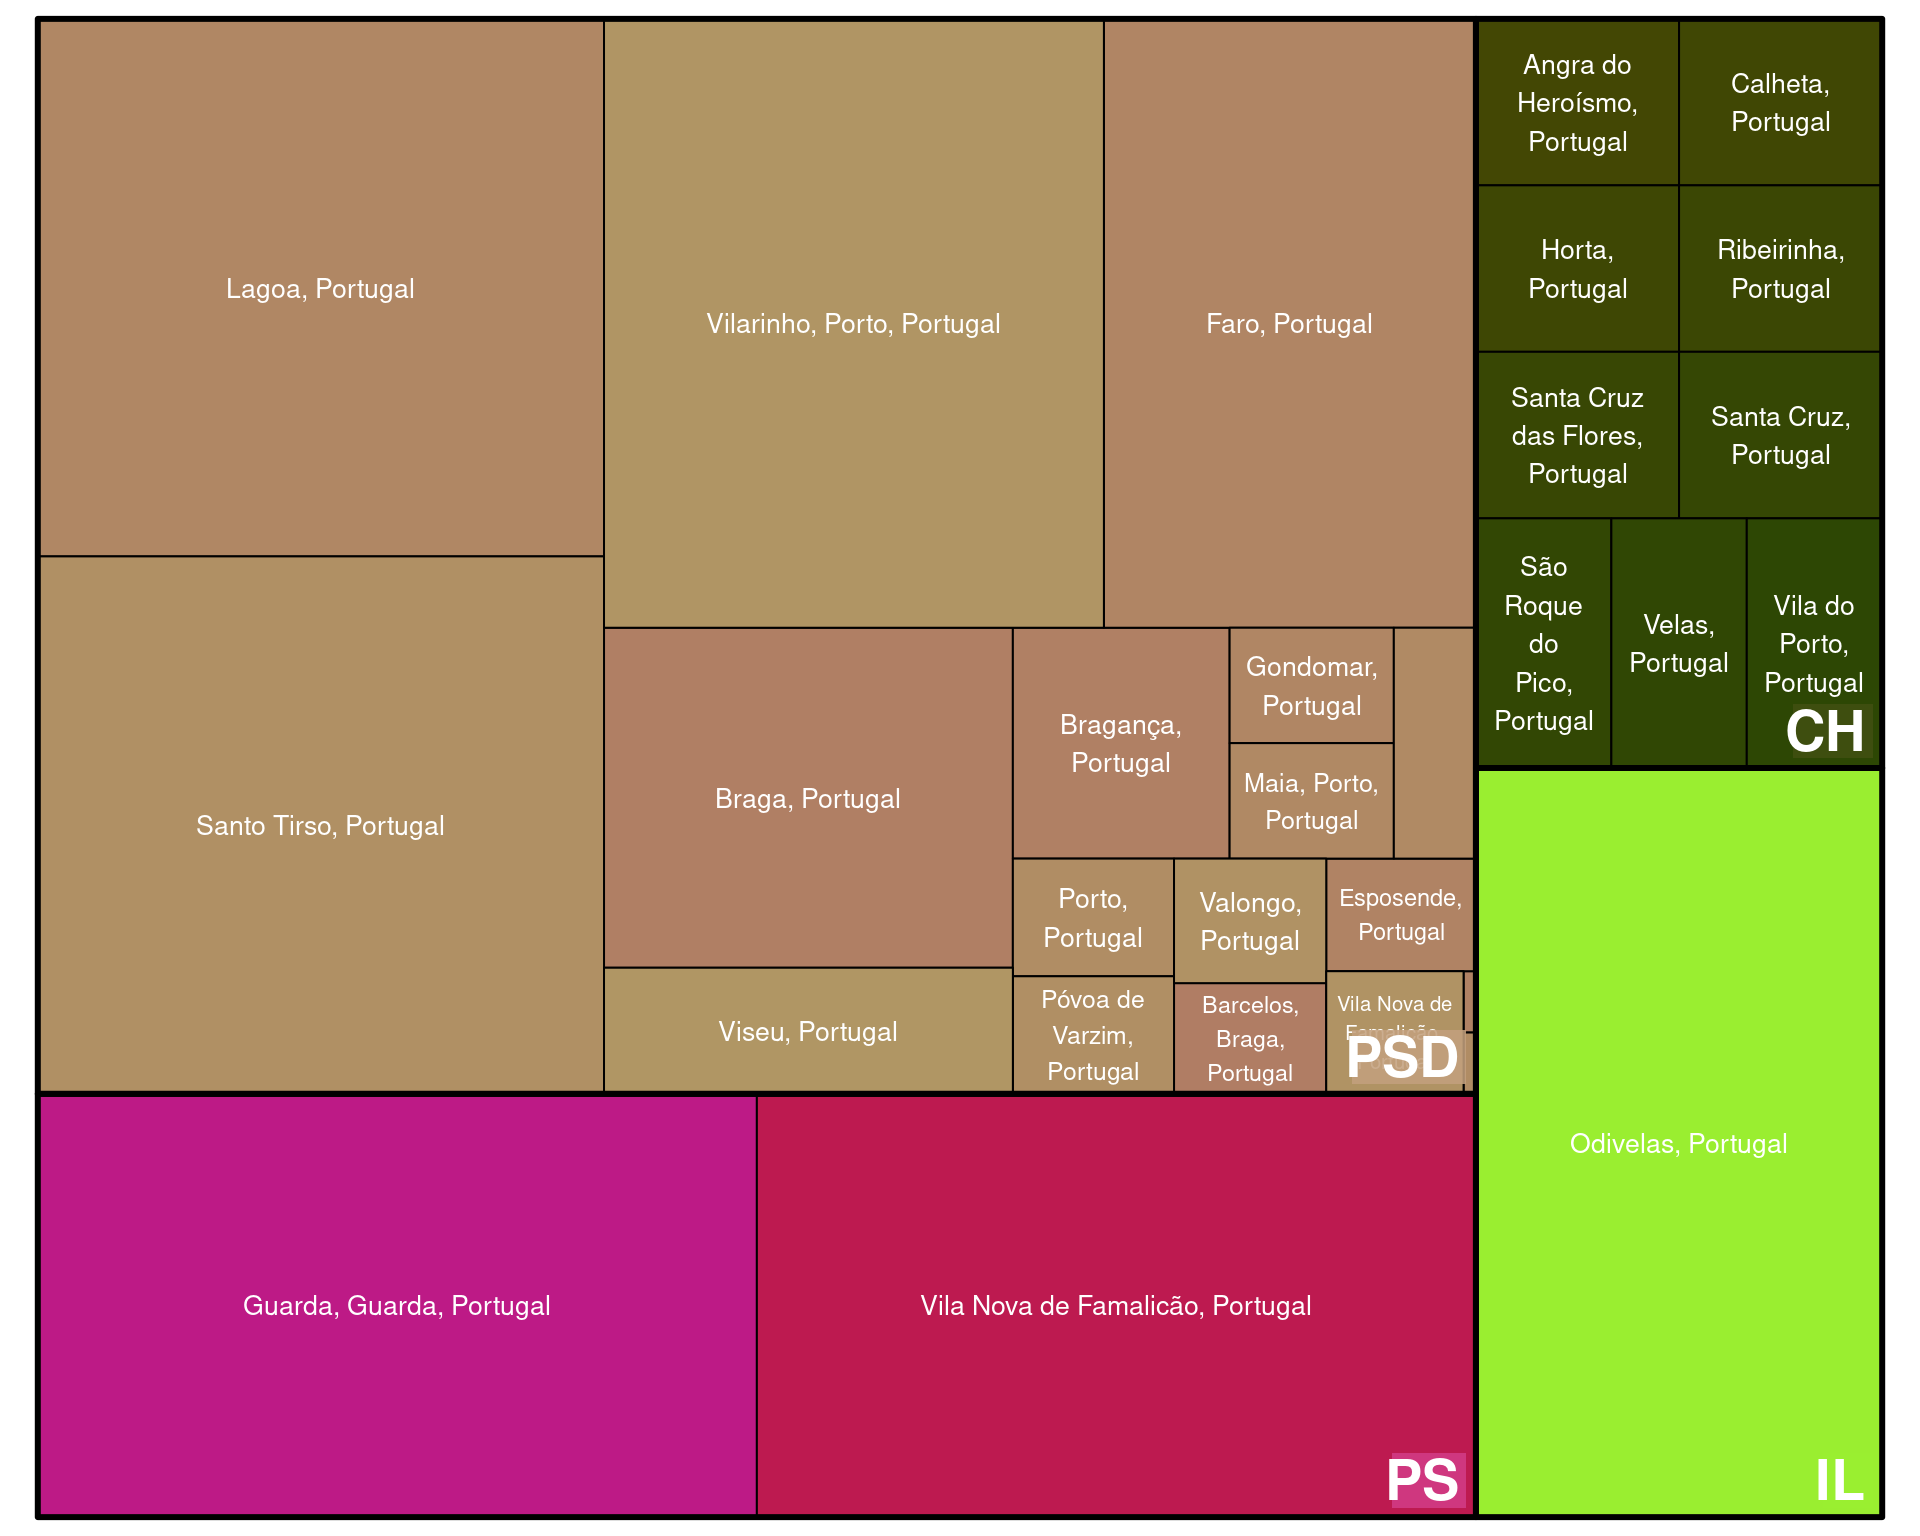 Lagoa, Portugal
Vilarinho, Porto, Portugal
Faro, Portugal
Santo Tirso, Portugal
Braga, Portugal
Bragança,
Portugal
Gondomar,
Portugal
Maia, Porto,
Portugal
Viseu, Portugal
Porto,
Portugal
Valongo,
Portugal
Esposende,
Portugal
Póvoa de
Varzim,
Portugal
Barcelos,
Braga,
Portugal
Vila Nova de
PSD
Angra do
Heroísmo,
Portugal
Calheta,
Portugal
Horta,
Portugal
Ribeirinha,
Portugal
Santa Cruz
das Flores,
Portugal
Santa Cruz,
Portugal
São
Roque
do
Pico,
Portugal
Velas,
Portugal
Vila do
Porto,
Portugal
CH
Guarda, Guarda, Portugal
Vila Nova de Famalicão, Portugal
PS
Odivelas, Portugal
IL